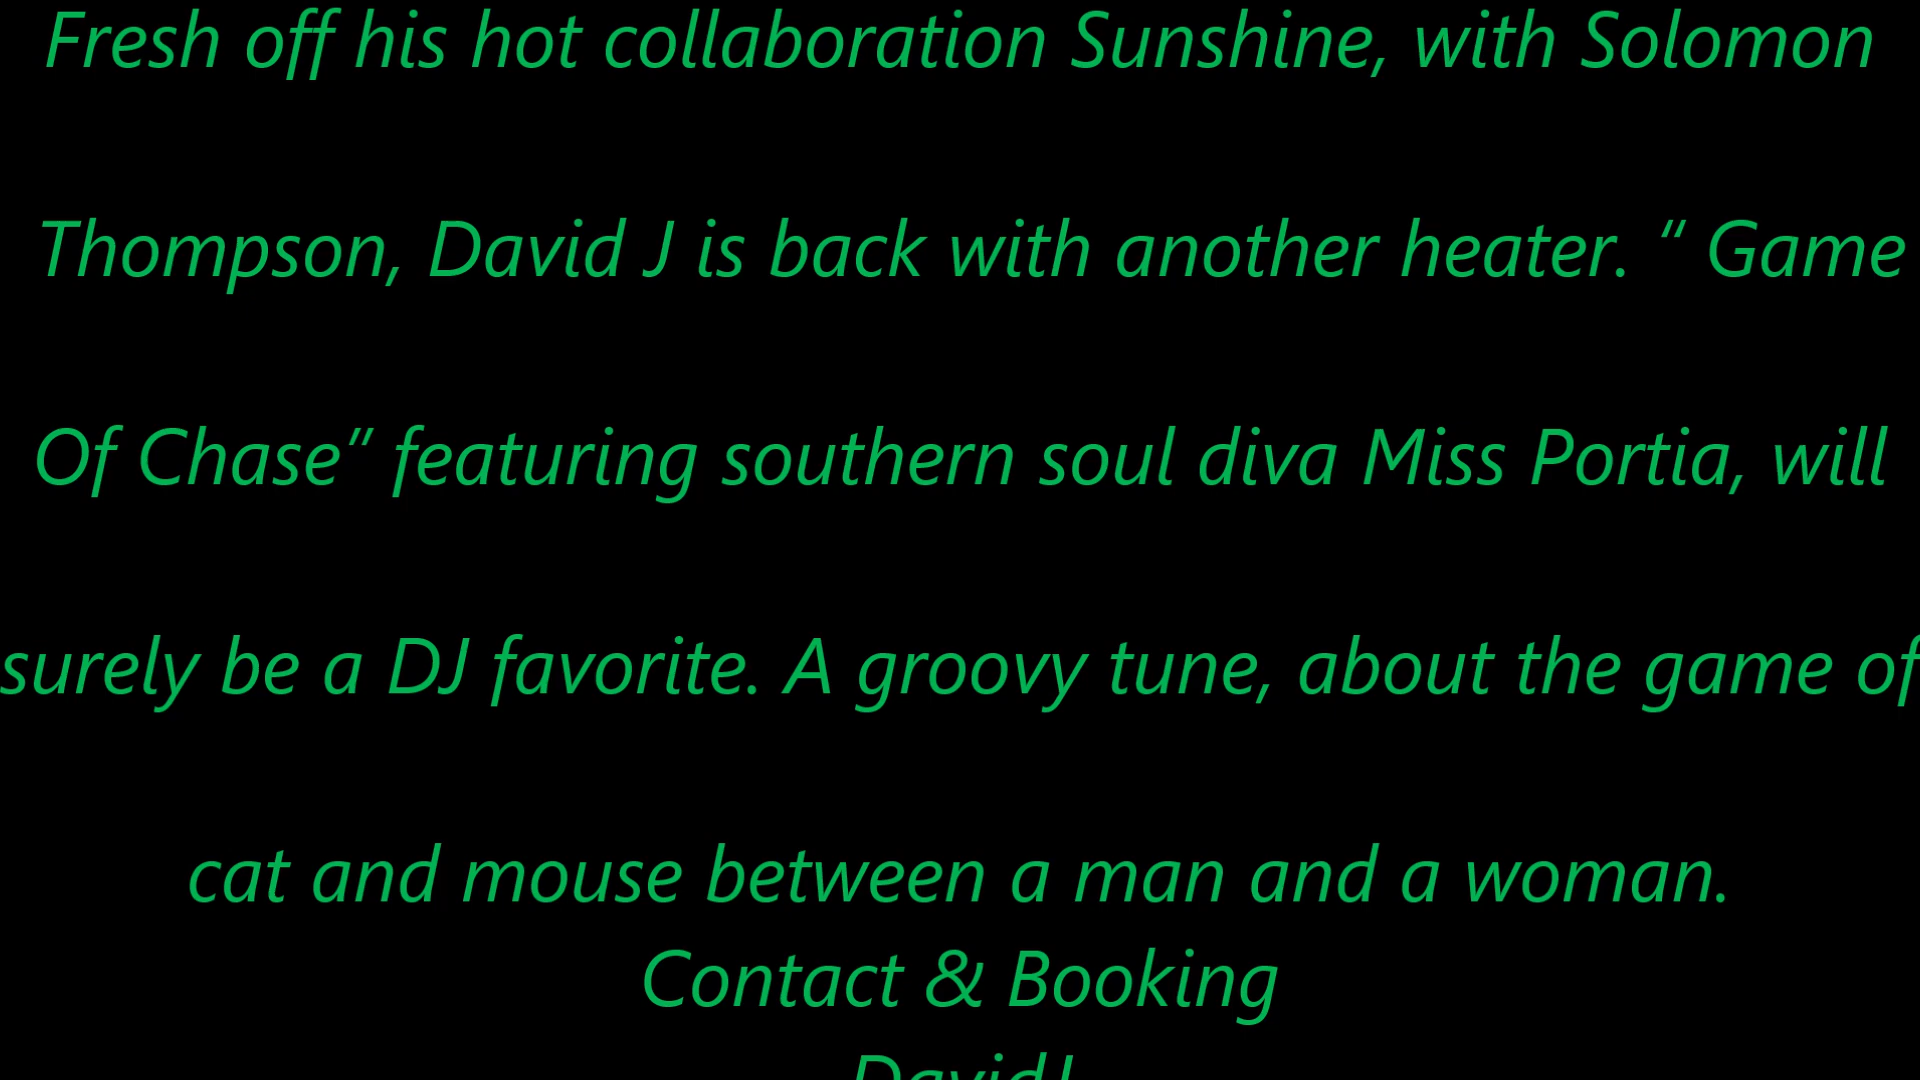 Fresh off his hot collaboration Sunshine, with Solomon
Thompson, David J is back with another heater. “ Game
Of Chase” featuring southern soul diva Miss Portia, will
surely be a DJ favorite. A groovy tune, about the game of
cat and mouse between a man and a woman.
Contact & Booking
DavidJ